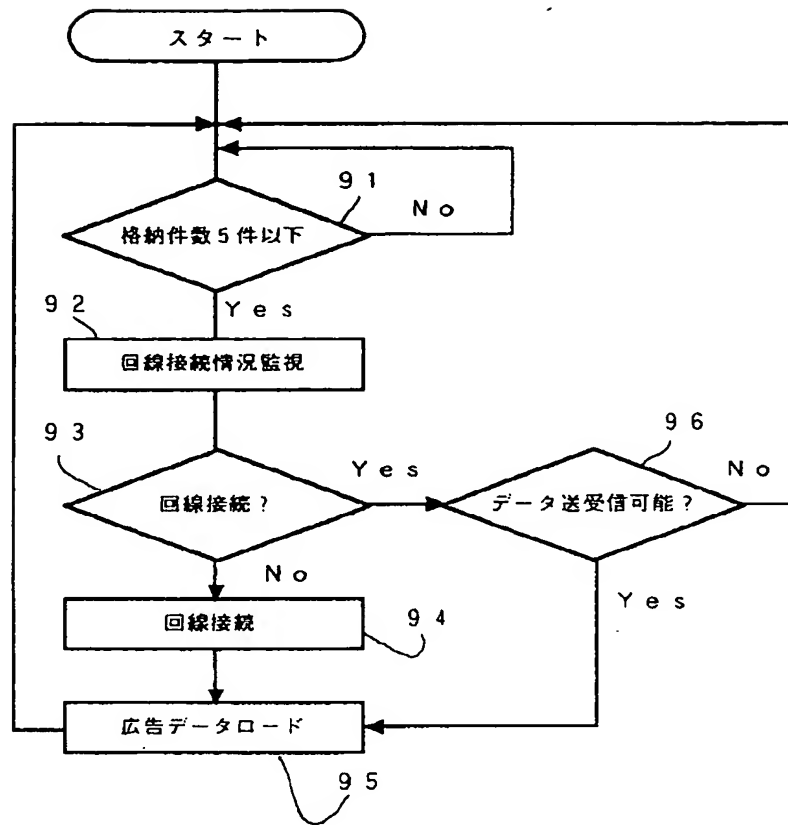 スタート
91
No
格納件数5件以下
Yes
92
回線接続情況監視
93
96
Yes
No
回線接続?
データ送受信可能?
No
Yes
回線接続
94
広告データロード
95